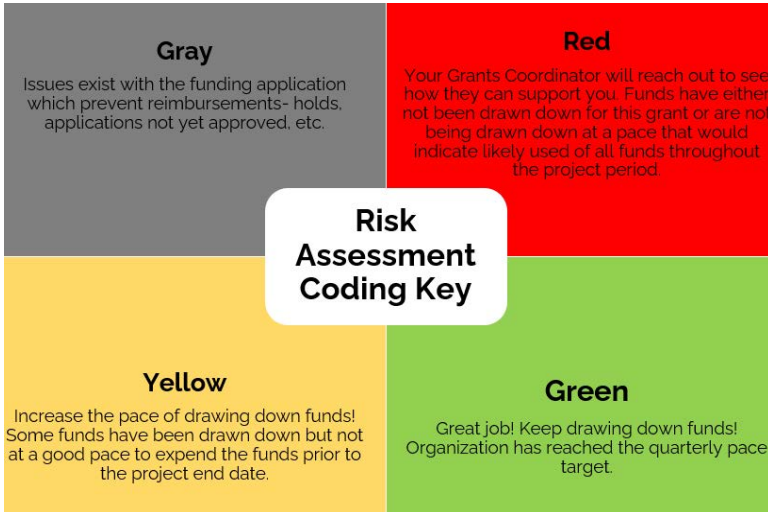 Gray
Issues exist with the funding application
which prevent reimbursements- holds,
applications not yet approved, etc.
Red
Your Grants Coordinator will reach out to see
how they can support you. Funds have either
not been drawn down for this grant or are not
being drawn down at a pace that would
indicate likely used of all funds throughout
the project period.
Risk
Assessment
Coding Key
Yellow
Increase the pace of drawing down funds!
Some funds have been drawn down but not
at a good pace to expend the funds prior to
the project end date.
Green
Great job! Keep drawing down funds!
Organization has reached the quarterly pace
target.